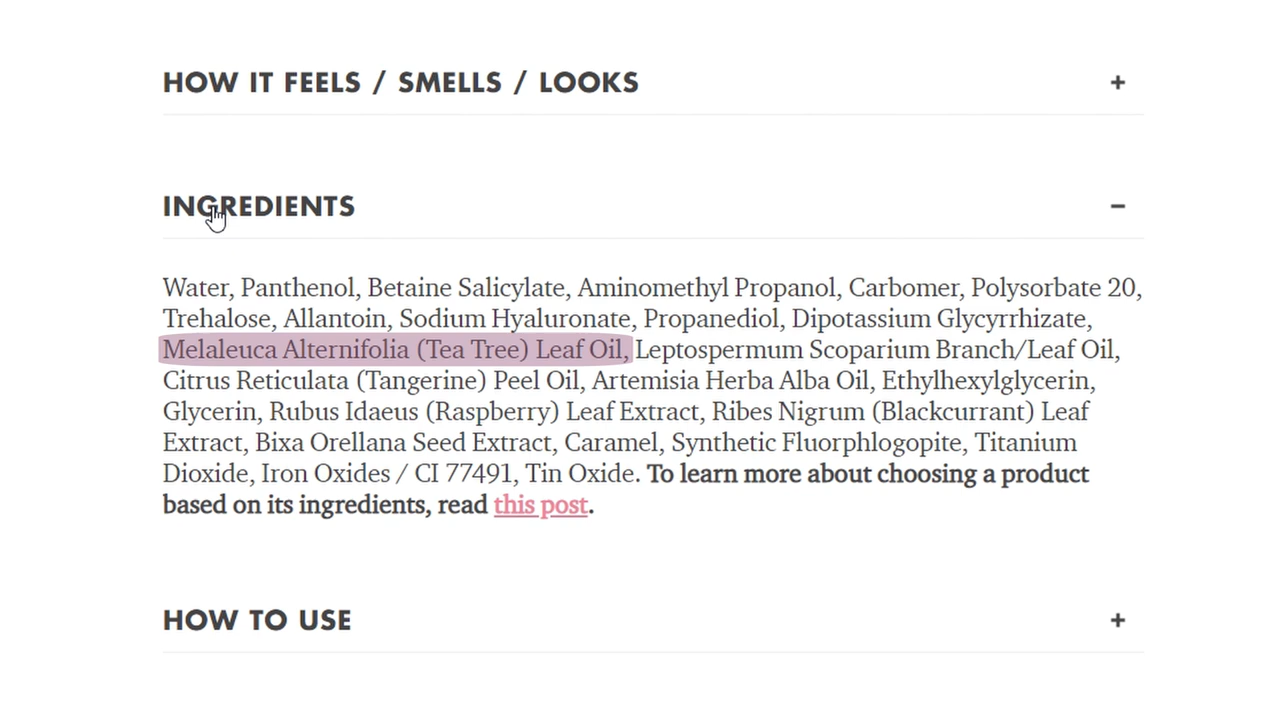 HOW IT FEELS / SMELLS / LOOKS
+
INGREDIENTS
−
Water, Panthenol, Betaine Salicylate, Aminomethyl Propanol, Carbomer, Polysorbate 20,
Trehalose, Allantoin, Sodium Hyaluronate, Propanediol, Dipotassium Glycyrrhizate,
Melaleuca Alternifolia (Tea Tree) Leaf Oil, Leptospermum Scoparium Branch/Leaf Oil,
Citrus Reticulata (Tangerine) Peel Oil, Artemisia Herba Alba Oil, Ethylhexylglycerin,
Glycerin, Rubus Idaeus (Raspberry) Leaf Extract, Ribes Nigrum (Blackcurrant) Leaf
Extract, Bixa Orellana Seed Extract, Caramel, Synthetic Fluorphlogopite, Titanium
Dioxide, Iron Oxides / CI 77491, Tin Oxide. To learn more about choosing a product
based on its ingredients, read this post.
HOW TO USE
+